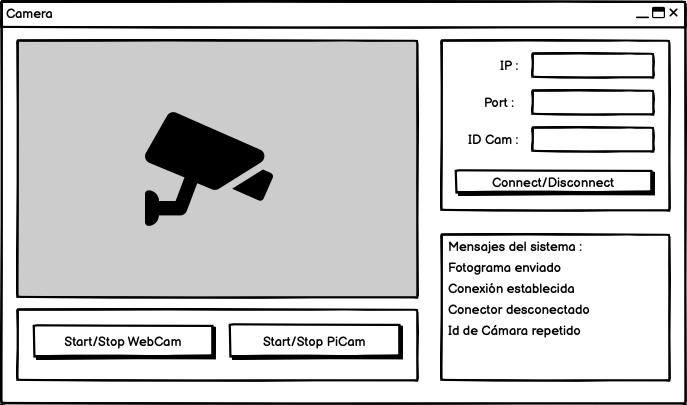 Camera
IP :
Port :
ID Cam :
Connect/Disconnect
Mensajes del sistema :
Fotograma enviado
Conexión establecida
Conector desconectado
Id de Cámara repetido
Start/Stop WebCam
Start/Stop PiCam